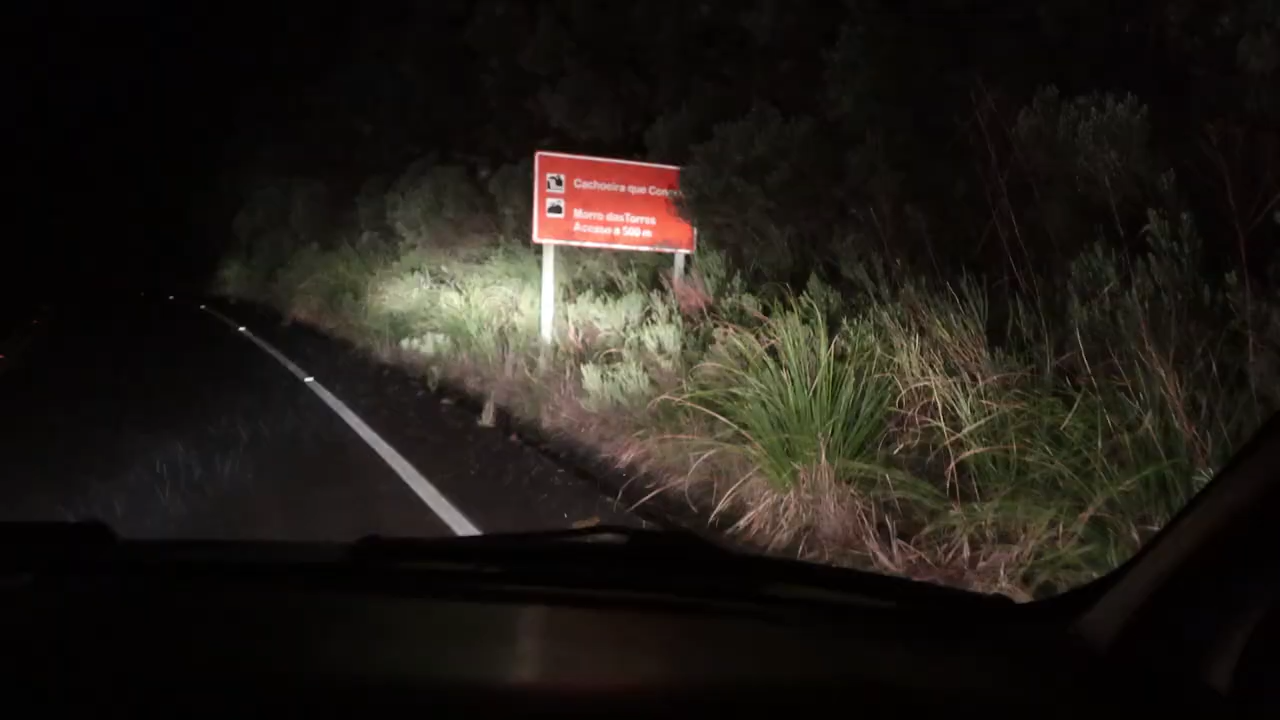 Cachoeira que
Morro das Torres
Acesso a 500 m